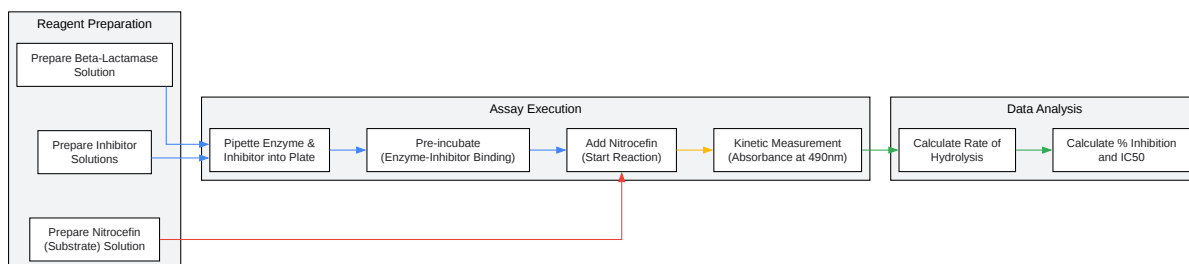 Reagent Preparation
Prepare Beta-Lactamase
Solution
Prepare Inhibitor
Solutions
Prepare Nitrocefin
(Substrate) Solution
Assay Execution
Pipette Enzyme &
Inhibitor into Plate
Pre-incubate
(Enzyme-Inhibitor Binding)
Add Nitrocefin
(Start Reaction)
Kinetic Measurement
(Absorbance at 490nm)
Data Analysis
Calculate Rate of
Hydrolysis
Calculate % Inhibition
and IC50